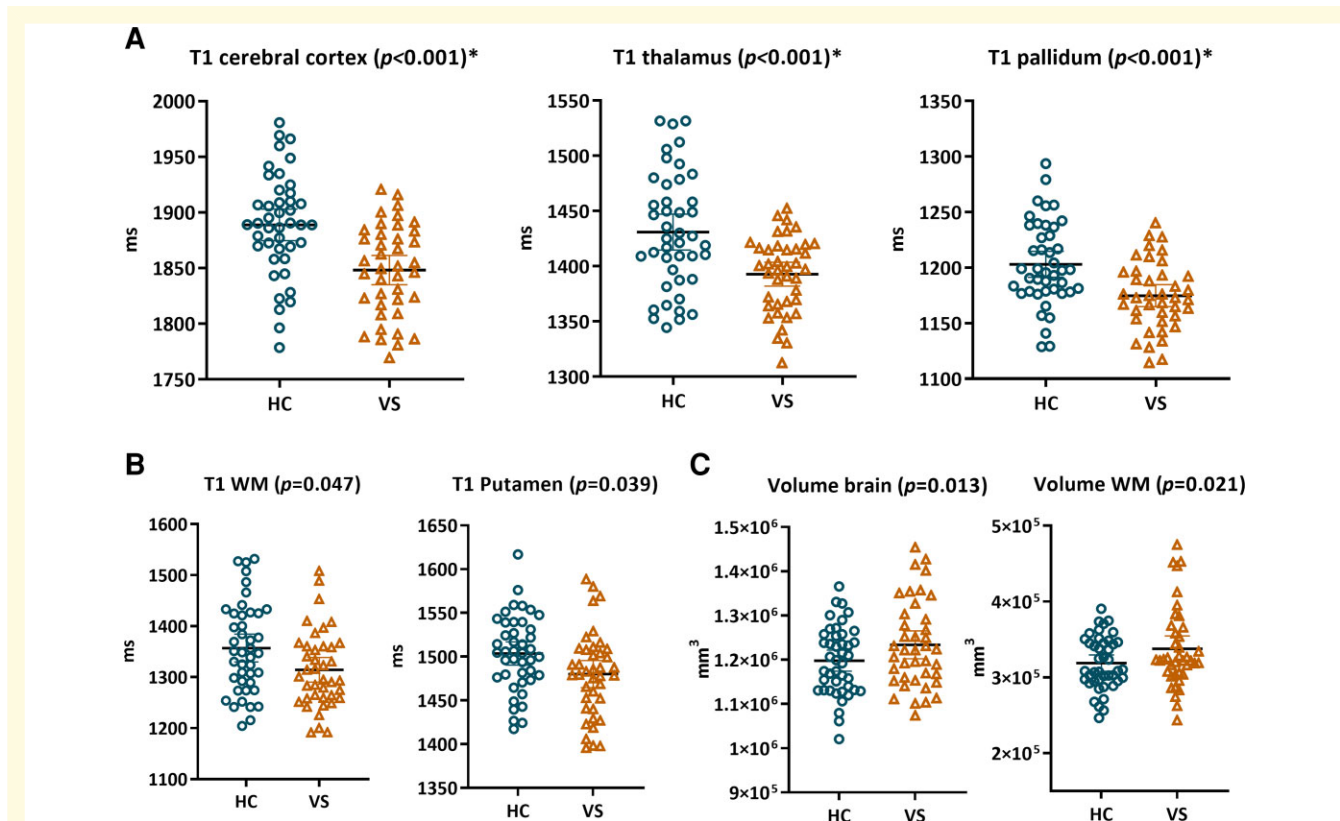 A
T1 cerebral cortex (p<0.001)*
2000
1950
1900
1850
1800
1750
ms
HC VS
T1 thalamus (p<0.001)*
1550
1500
1450
1400
1350
1300
ms
HC VS
T1 pallidum (p<0.001)*
1350
1300
1250
1200
1150
1100
ms
HC VS
B
T1 WM (p=0.047)
1600
1500
1400
1300
1200
1100
ms
HC VS
T1 Putamen (p=0.039)
1650
1600
1550
1500
1450
1400
1350
ms
HC VS
C
Volume brain (p=0.013)
1.5×10⁶
1.4×10⁶
1.3×10⁶
1.2×10⁶
1.1×10⁶
1×10⁶
9×10⁵
mm³
HC VS
Volume WM (p=0.021)
5×10⁵
4×10⁵
3×10⁵
2×10⁵
mm³
HC VS